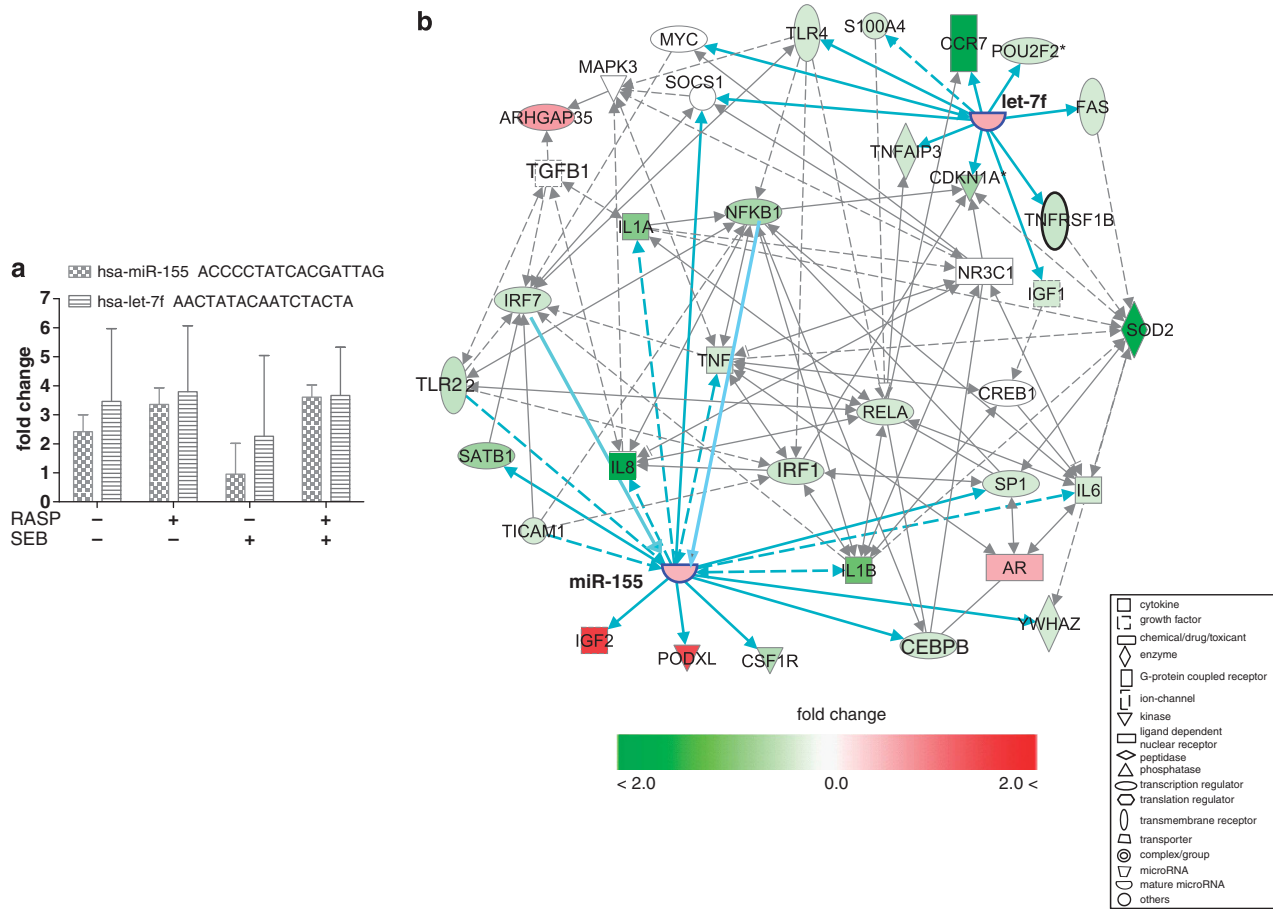 a
hsa-miR-155 ACCCCTATCACGATTAG
hsa-let-7f AACTATACAATCTACTA
fold change
7
6
5
4
3
2
1
0
RASP – + – +
SEB – – + +
b
MYC
TLR4
S100A4
CCR7
POU2F2*
MAPK3
SOCS1
let-7f
FAS
ARHGAP35
TNFAIP3
TGFB1
CDKN1A*
NFKB1
IL1A
TNFRSF1B
NR3C1
IGF1
IRF7
SOD2
TNF
TLR2 2
CREB1
RELA
SATB1
IL8
IRF1
SP1
IL6
TICAM1
miR-155
IL1B
AR
IGF2
PODXL
CSF1R
CEBPB
YWHAZ
fold change
< 2.0 0.0 2.0 <
cytokine
growth factor
chemical/drug/toxicant
enzyme
G-protein coupled receptor
ion-channel
kinase
ligand dependent
nuclear receptor
peptidase
phosphatase
transcription regulator
translation regulator
transmembrane receptor
transporter
complex/group
microRNA
mature microRNA
others